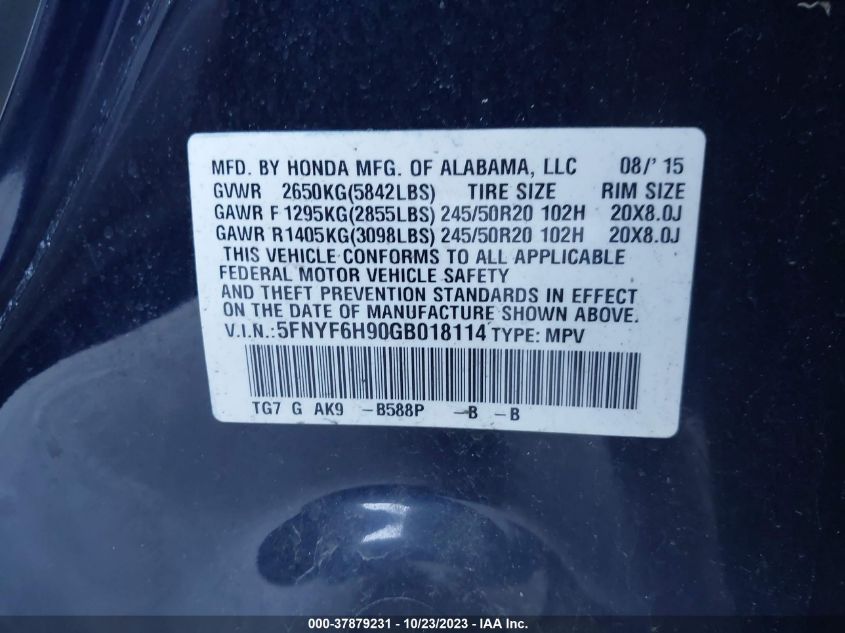 MFD. BY HONDA MFG. OF ALABAMA, LLC 08/' 15
GVWR 2650KG(5842LBS) TIRE SIZE RIM SIZE
GAWR F 1295KG(2855LBS) 245/50R20 102H 20X8.0J
GAWR R1405KG(3098LBS) 245/50R20 102H 20X8.0J
THIS VEHICLE CONFORMS TO ALL APPLICABLE
FEDERAL MOTOR VEHICLE SAFETY
AND THEFT PREVENTION STANDARDS IN EFFECT
ON THE DATE OF MANUFACTURE SHOWN ABOVE.
V.I.N.:5FNYF6H90GB018114 TYPE: MPV
TG7 G AK9 -B588P -B -B
000-37879231 - 10/23/2023 - IAA Inc.